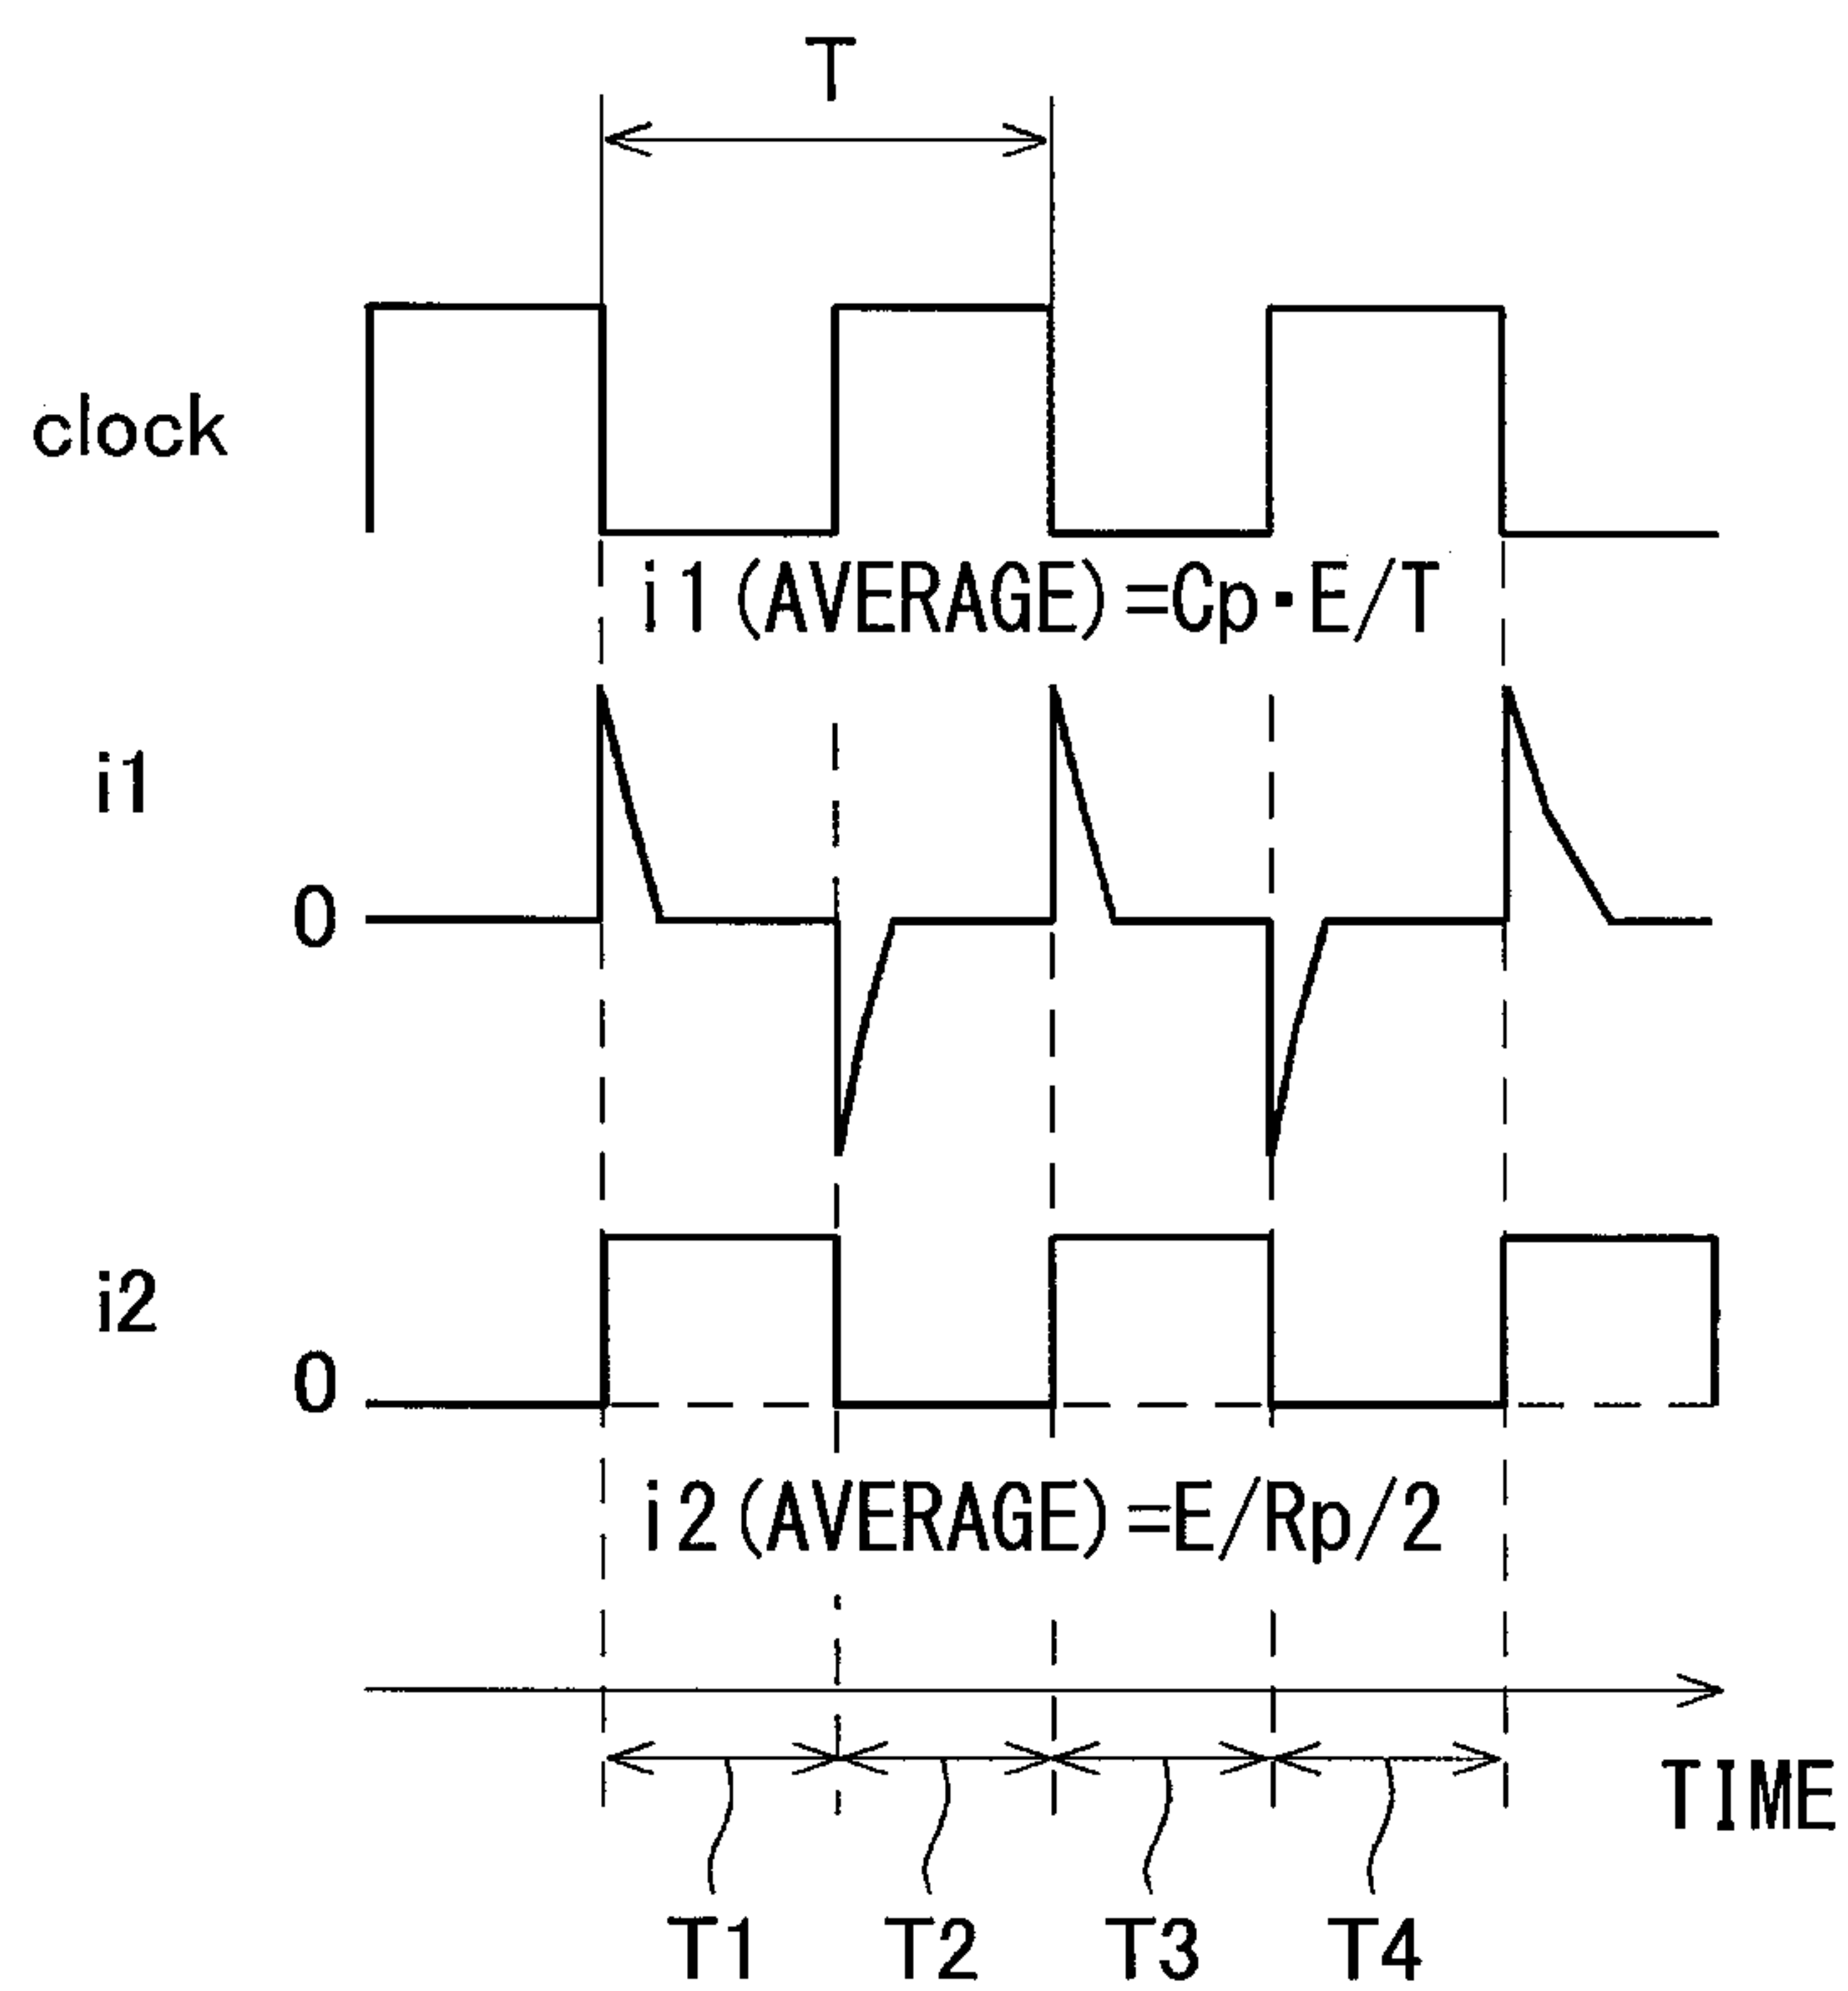 T
clock
i1(AVERAGE)=Cp・E/T
i1
0
i2
0
i2(AVERAGE)=E/Rp/2
TIME
T1 T2 T3 T4